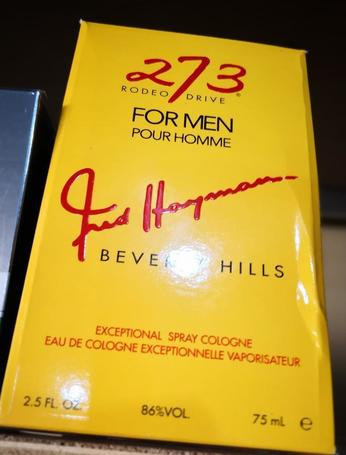 273
RODEO DRIVE®
FOR MEN
POUR HOMME
Fred Hayman
BEVERLY HILLS
EXCEPTIONAL SPRAY COLOGNE
EAU DE COLOGNE EXCEPTIONNELLE VAPORISATEUR
2.5 FL. OZ. 86%VOL. 75 mL e